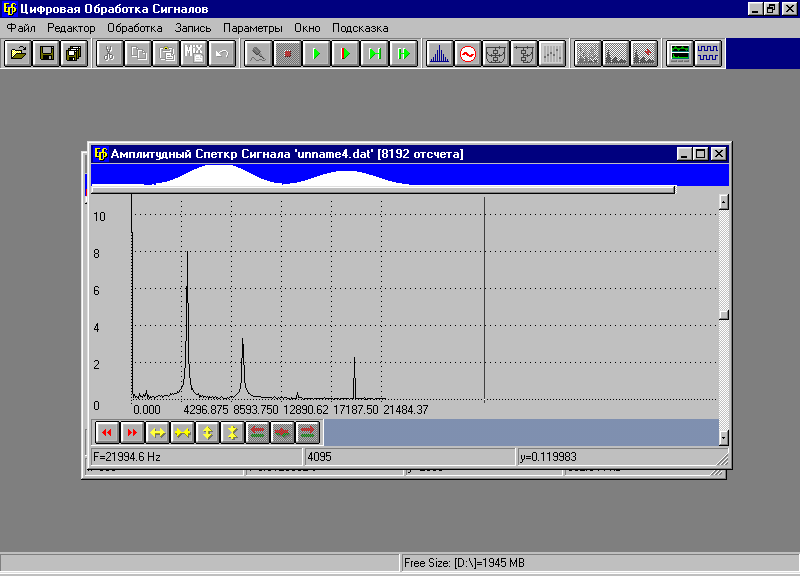 Цифровая Обработка Сигналов
Файл Редактор Обработка Запись Параметры Окно Подсказка
MiX
Амплитудный Спеткр Сигнала 'unname4.dat' [8192 отсчета]
10
8
6
4
2
0
0.000 4296.875 8593.750 12890.62 17187.50 21484.37
F=21994.6 Hz 4095 y=0.119983
Free Size: [D:\]=1945 MB